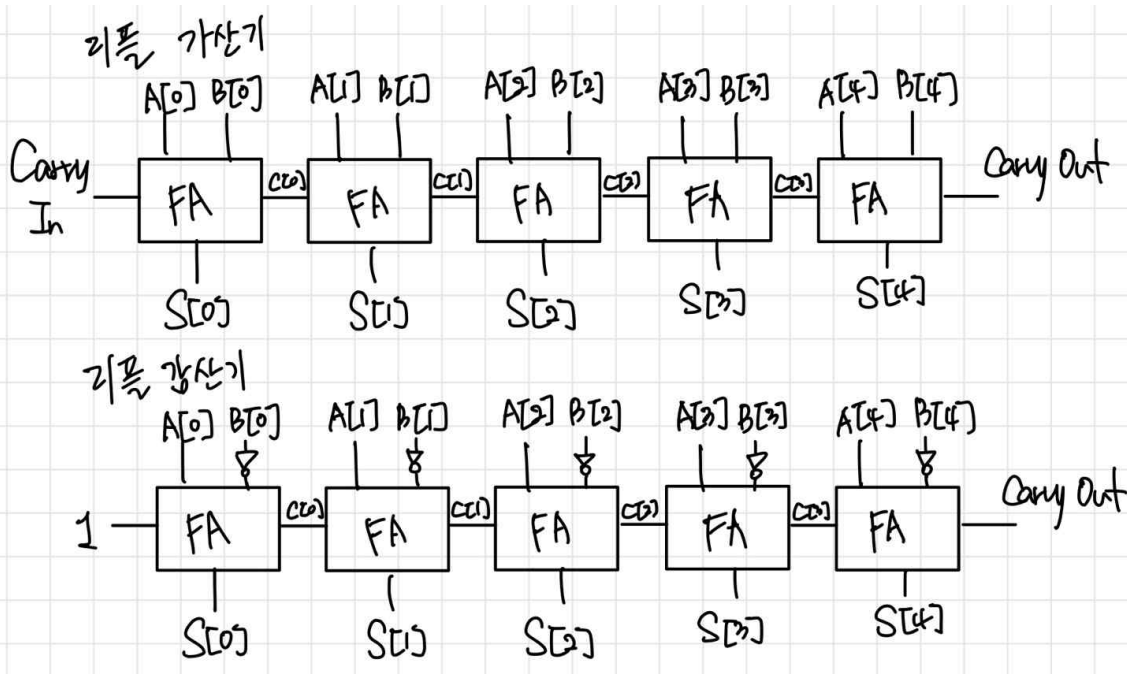 리플 가산기
A[0] B[0] A[1] B[1] A[2] B[2] A[3] B[3] A[4] B[4]
Carry In FA C[0] FA C[1] FA C[2] FA C[3] FA Carry Out
S[0] S[1] S[2] S[3] S[4]
리플 감산기
A[0] B[0] A[1] B[1] A[2] B[2] A[3] B[3] A[4] B[4]
1 FA C[0] FA C[1] FA C[2] FA C[3] FA Carry Out
S[0] S[1] S[2] S[3] S[4]